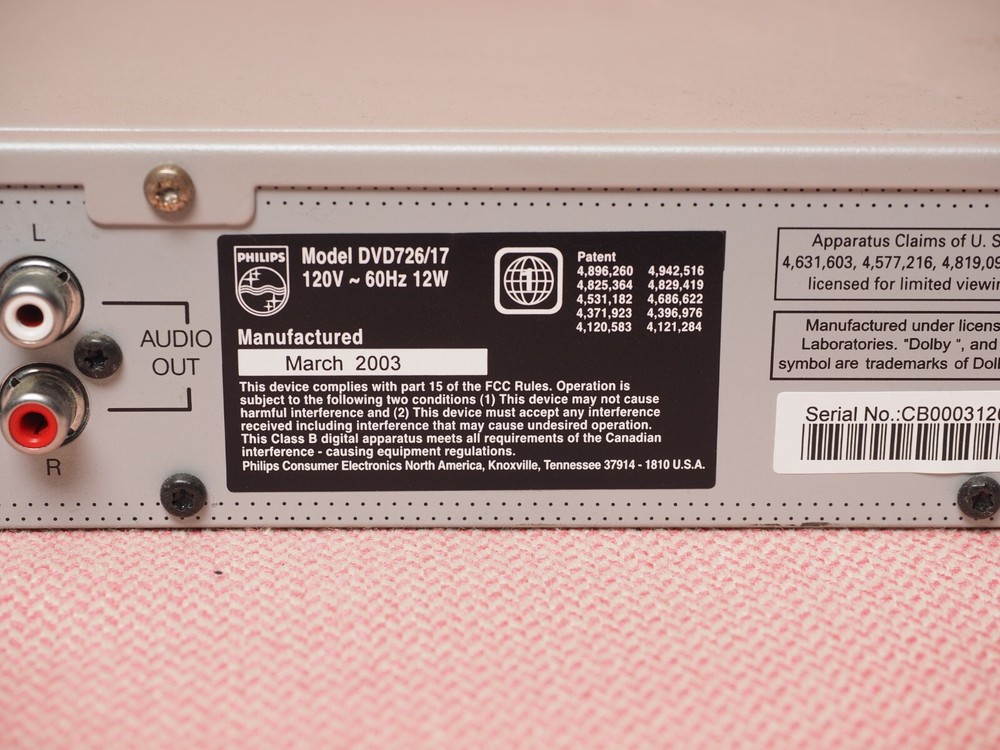 L
AUDIO
OUT
R
PHILIPS
Model DVD726/17
120V ~ 60Hz 12W
1
Patent
4,896,260 4,942,516
4,825,364 4,829,419
4,531,182 4,686,622
4,371,923 4,396,976
4,120,583 4,121,284
Manufactured
March 2003
This device complies with part 15 of the FCC Rules. Operation is
subject to the following two conditions (1) This device may not cause
harmful interference and (2) This device must accept any interference
received including interference that may cause undesired operation.
This Class B digital apparatus meets all requirements of the Canadian
interference - causing equipment regulations.
Philips Consumer Electronics North America, Knoxville, Tennessee 37914 - 1810 U.S.A.
Apparatus Claims of U. S
4,631,603, 4,577,216, 4,819,09
licensed for limited viewin
Manufactured under licens
Laboratories. "Dolby ", and
symbol are trademarks of Dol
Serial No.:CB0003120